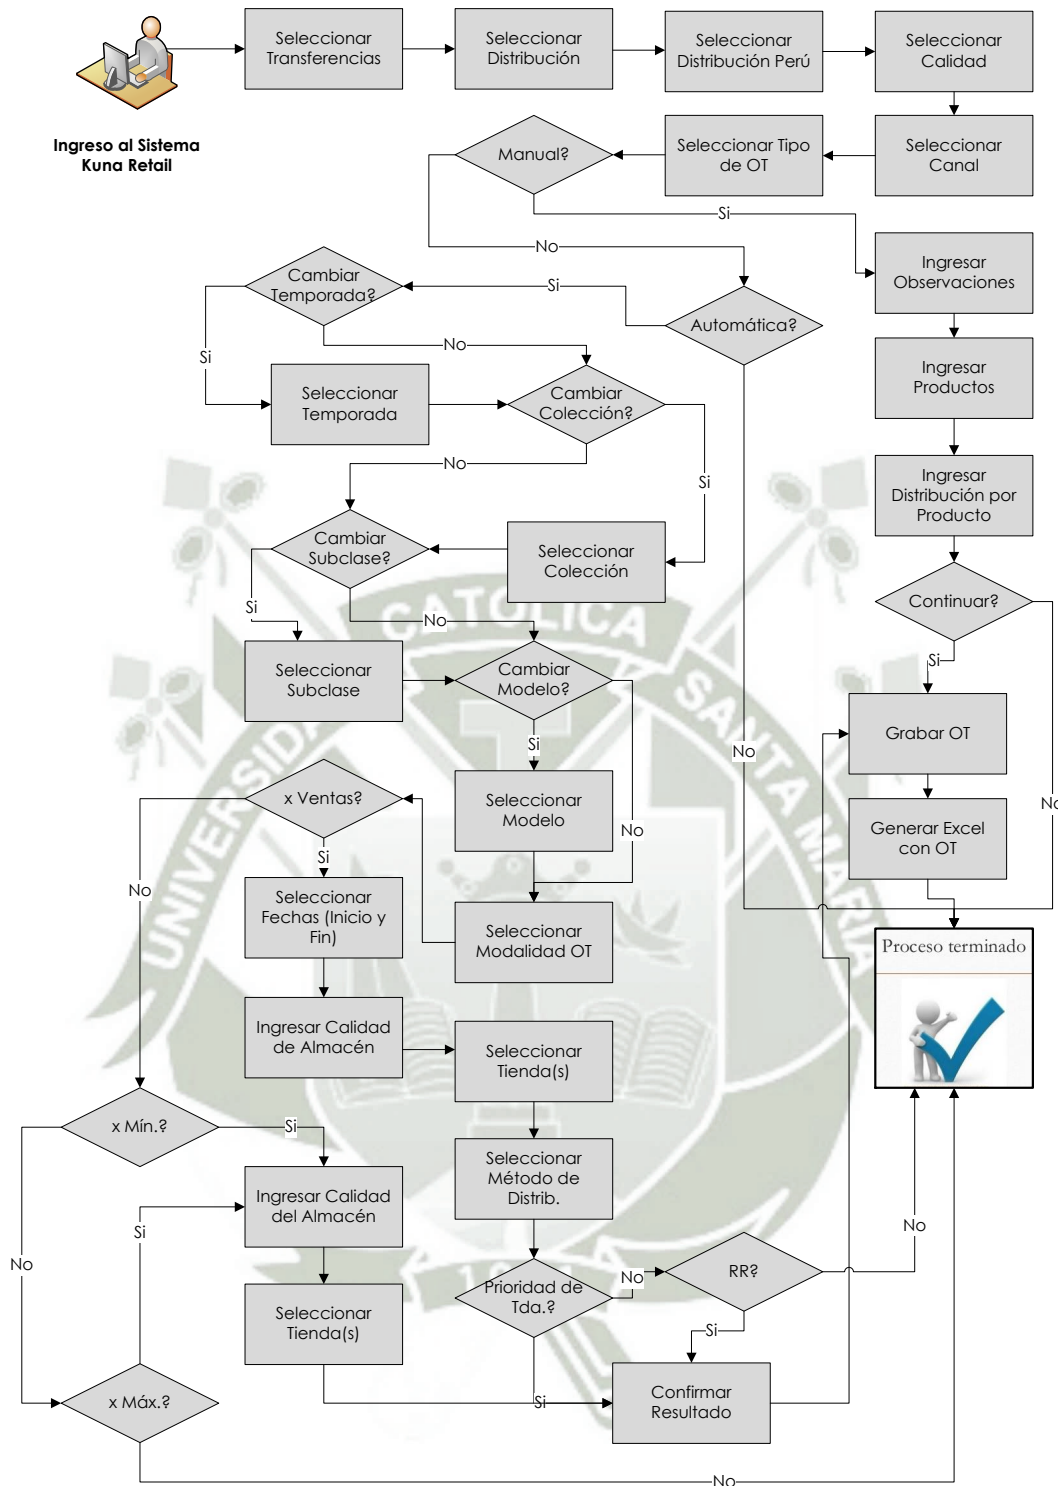 Seleccionar
Transferencias
Seleccionar
Distribución
Seleccionar
Distribución Perú
Seleccionar
Calidad
Ingreso al Sistema
Kuna Retail
Manual?
Seleccionar Tipo
de OT
Seleccionar
Canal
Si
No
Ingresar
Observaciones
Cambiar
Temporada?
Si
Automática?
Si
No
Ingresar
Productos
Seleccionar
Temporada
Cambiar
Colección?
No
Si
Ingresar
Distribución por
Producto
Cambiar
Subclase?
Seleccionar
Colección
Continuar?
Si
No
Seleccionar
Subclase
Cambiar
Modelo?
Si
Grabar OT
Si
No
x Ventas?
Seleccionar
Modelo
No
No
Generar Excel
con OT
Si
No
Seleccionar
Fechas (Inicio y
Fin)
Seleccionar
Modalidad OT
Proceso terminado
Ingresar Calidad
de Almacén
Seleccionar
Tienda(s)
x Mín.?
Si
Seleccionar
Método de
Distrib.
Ingresar Calidad
del Almacén
Si
No
No
Prioridad de
Tda.?
No
RR?
Seleccionar
Tienda(s)
Si
x Máx.?
Si
Confirmar
Resultado
No
UNIVERSIDAD
CATOLICA
SANTA MARIA